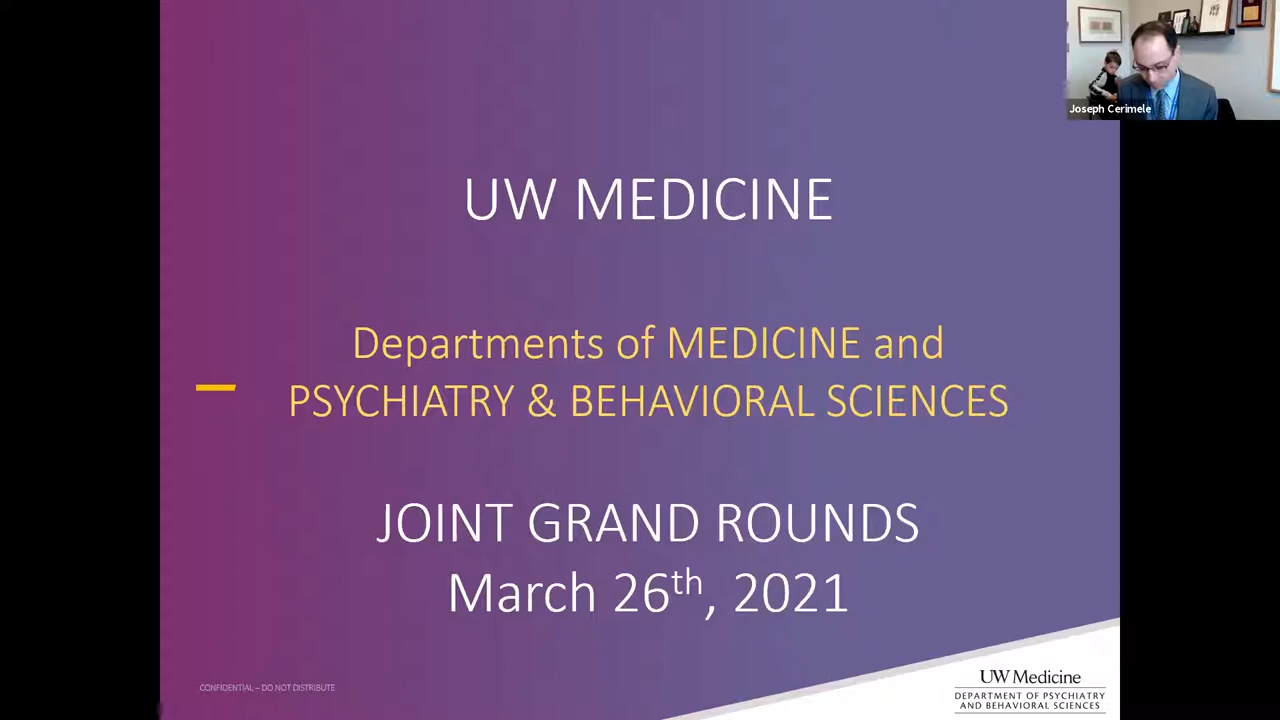 Joseph Cerimele
UW MEDICINE
Departments of MEDICINE and
PSYCHIATRY & BEHAVIORAL SCIENCES
JOINT GRAND ROUNDS
March 26th, 2021
CONFIDENTIAL – DO NOT DISTRIBUTE
UW Medicine
DEPARTMENT OF PSYCHIATRY
AND BEHAVIORAL SCIENCES